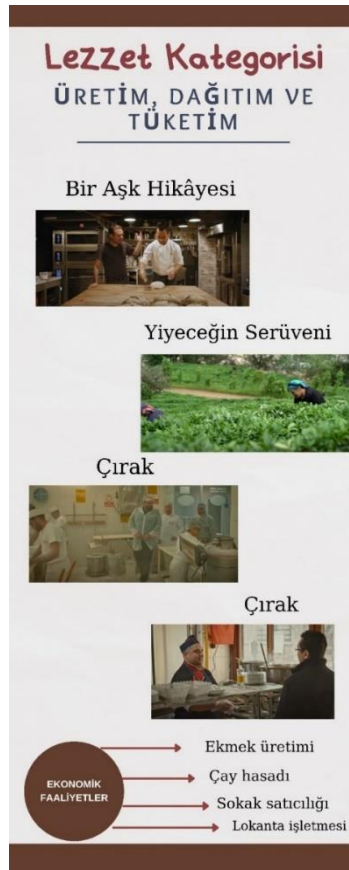 Lezzet Kategorisi
ÜRETİM, DAĞITIM VE
TÜKETİM
Bir Aşk Hikâyesi
Yiyeceğin Serüveni
Çırak
Çırak
EKONOMİK
FAALİYETLER
Ekmek üretimi
Çay hasadı
Sokak satıcılığı
Lokanta işletmesi